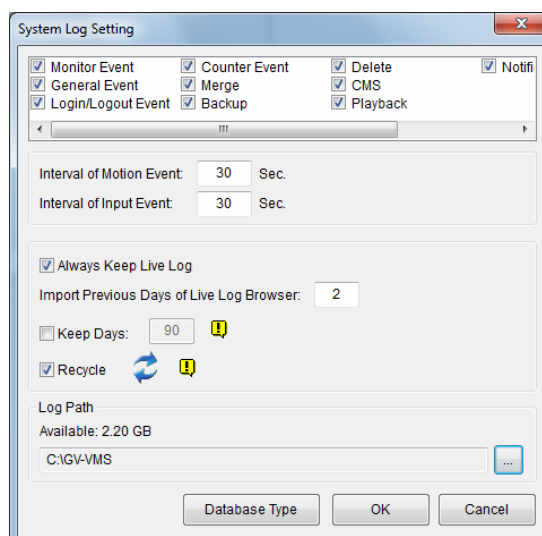 System Log Setting
Monitor Event Counter Event Delete Notifi
General Event Merge CMS
Login/Logout Event Backup Playback
Interval of Motion Event: 30 Sec.
Interval of Input Event: 30 Sec.
Always Keep Live Log
Import Previous Days of Live Log Browser: 2
Keep Days: 90
Recycle
Log Path
Available: 2.20 GB
C:\GV-VMS ...
Database Type OK Cancel